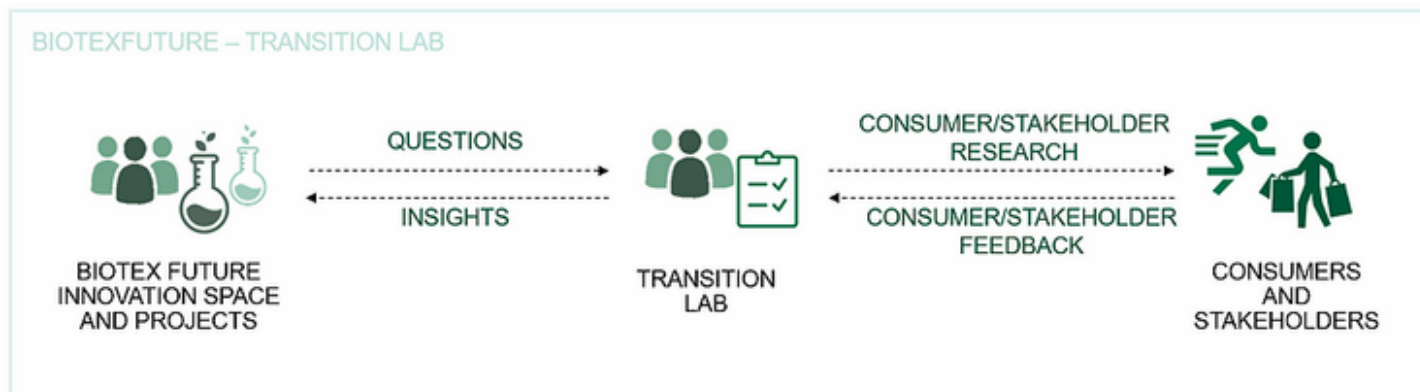 BIOTEXFUTURE – TRANSITION LAB
QUESTIONS
INSIGHTS
CONSUMER/STAKEHOLDER
RESEARCH
CONSUMER/STAKEHOLDER
FEEDBACK
BIOTEX FUTURE
INNOVATION SPACE
AND PROJECTS
TRANSITION
LAB
CONSUMERS
AND
STAKEHOLDERS